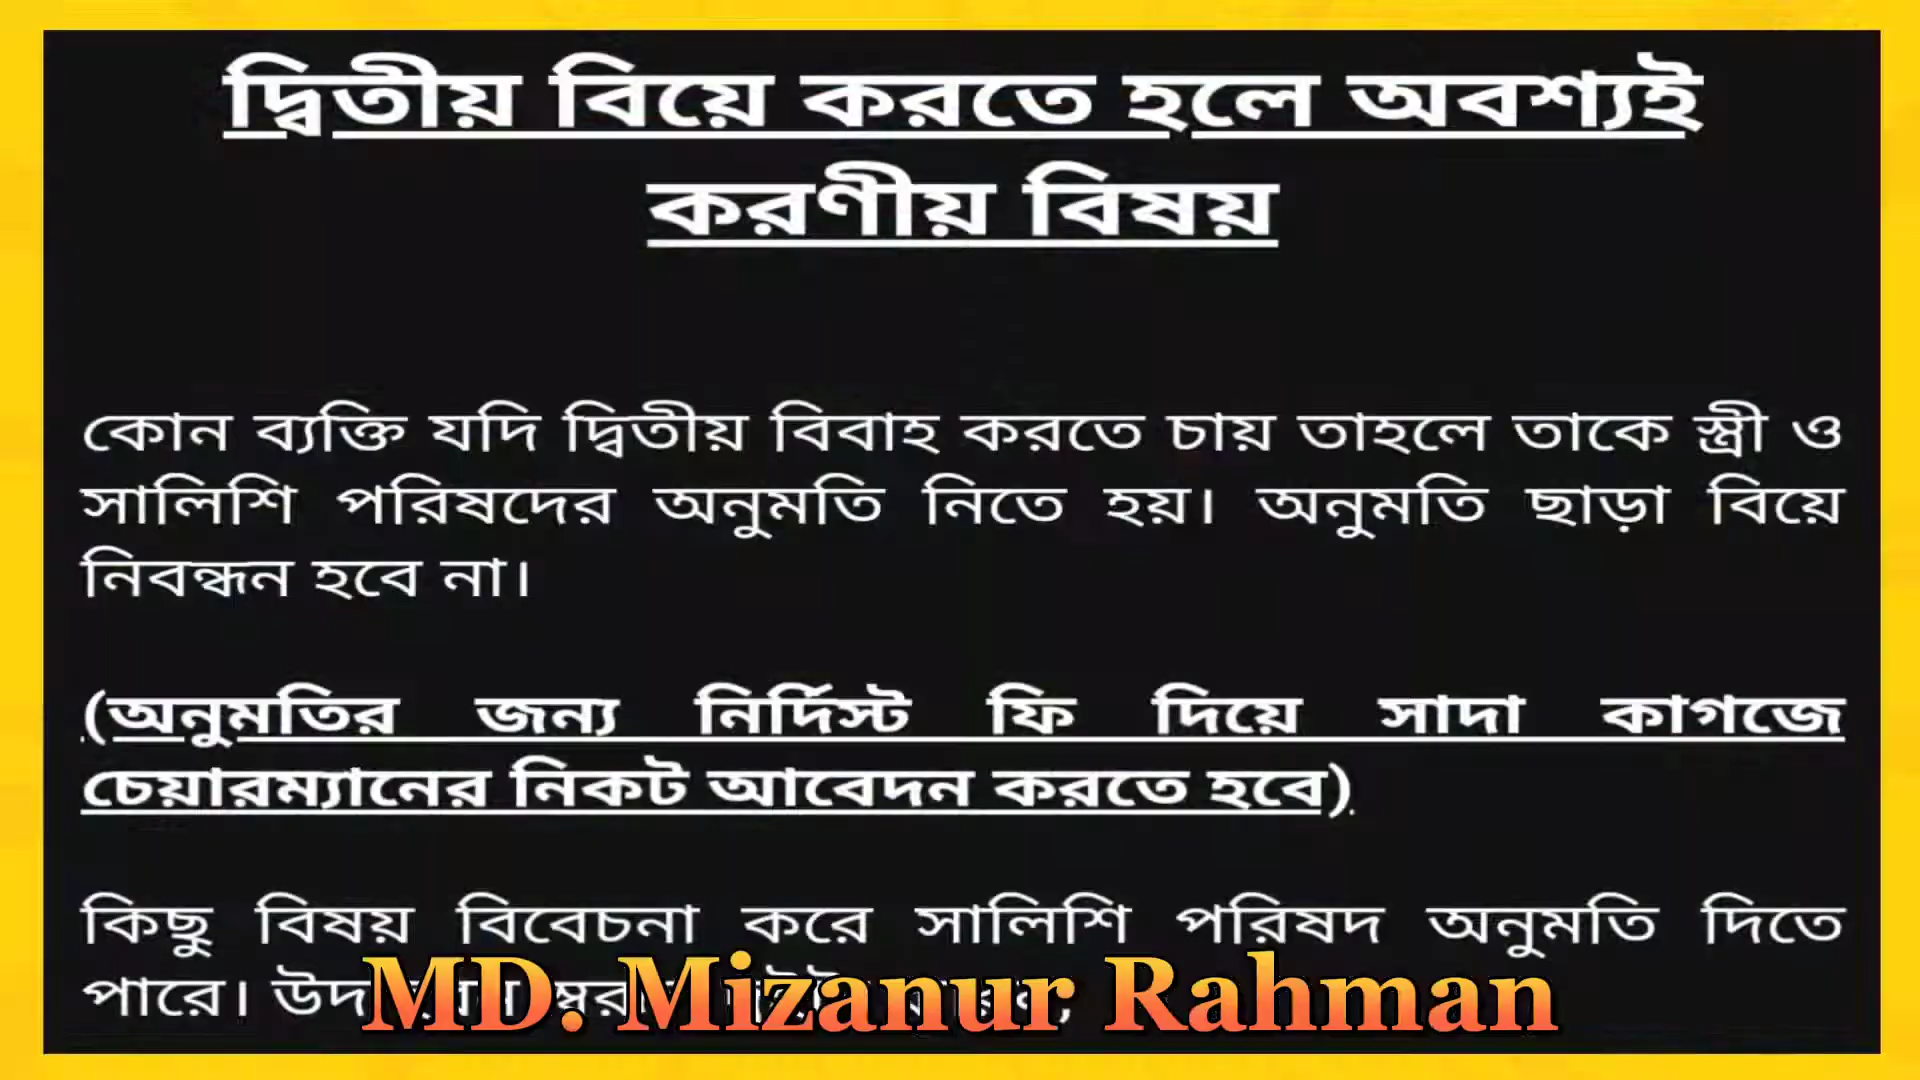 দ্বিতীয় বিয়ে করতে হলে অবশ্যই
করণীয় বিষয়
কোন ব্যক্তি যদি দ্বিতীয় বিবাহ করতে চায় তাহলে তাকে স্ত্রী ও
সালিশি পরিষদের অনুমতি নিতে হয়। অনুমতি ছাড়া বিয়ে
নিবন্ধন হবে না।
(অনুমতির জন্য নির্দিস্ট ফি দিয়ে সাদা কাগজে
চেয়ারম্যানের নিকট আবেদন করতে হবে)
কিছু বিষয় বিবেচনা করে সালিশি পরিষদ অনুমতি দিতে
পারে।
MD. Mizanur Rahman